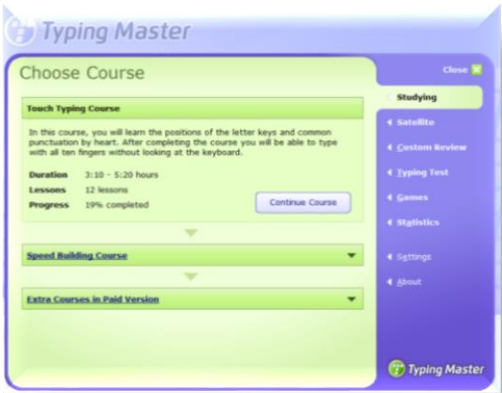 Typing Master
Choose Course
Close
Touch Typing Course
In this course, you will learn the positions of the letter keys and common
punctuation by heart. After completing the course you will be able to type
with all ten fingers without looking at the keyboard.
Duration 3:10 - 5:20 hours
Lessons 12 lessons
Progress 19% completed
Continue Course
Speed Building Course
Extra Courses in Paid Version
Studying
Satellite
Custom Review
Typing Test
Games
Statistics
Settings
About
Typing Master